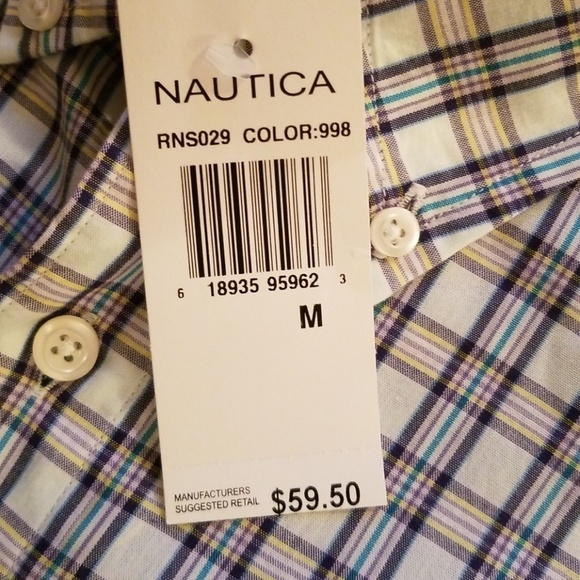 NAUTICA
RNS029 COLOR:998
6 18935 95962 3
M
MANUFACTURERS
SUGGESTED RETAIL $59.50